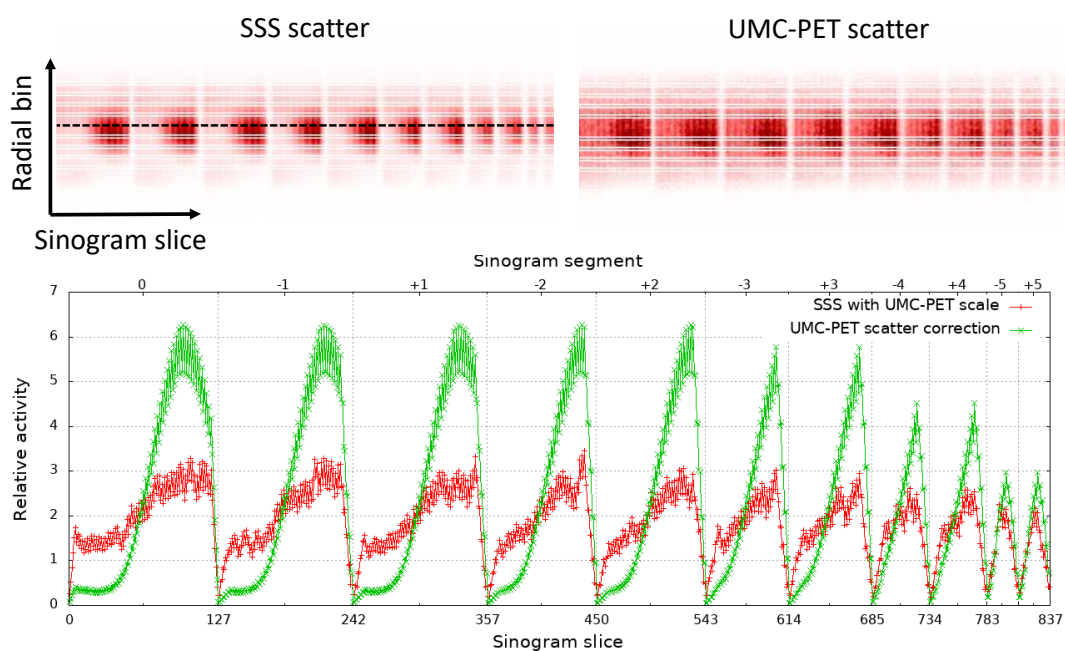 SSS scatter
UMC-PET scatter
Radial bin
Sinogram slice
Sinogram segment
0 -1 +1 -2 +2 -3 +3 -4 +4 -5 +5
7
6
5
4
3
2
1
0
Relative activity
SSS with UMC-PET scale
UMC-PET scatter correction
0 127 242 357 450 543 614 685 734 783 837
Sinogram slice